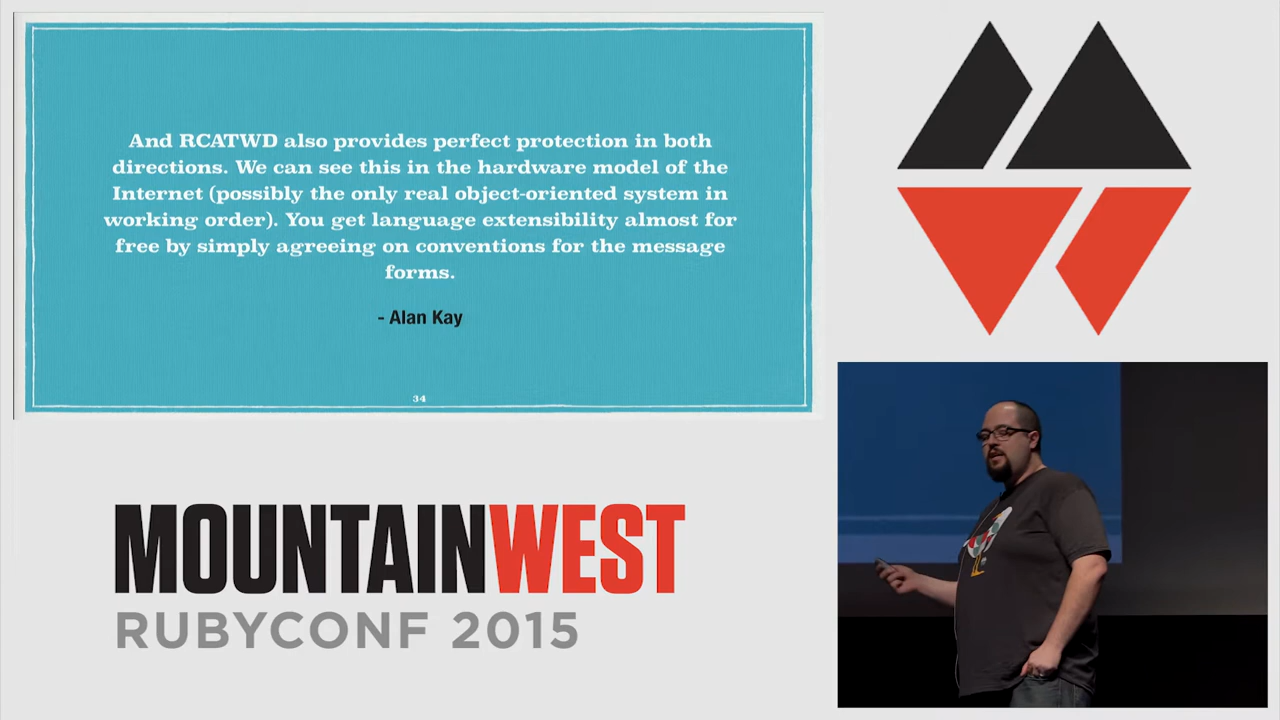 And RCATWD also provides perfect protection in both
directions. We can see this in the hardware model of the
Internet (possibly the only real object-oriented system in
working order). You get language extensibility almost for
free by simply agreeing on conventions for the message
forms.
- Alan Kay
34
MOUNTAINWEST
RUBYCONF 2015